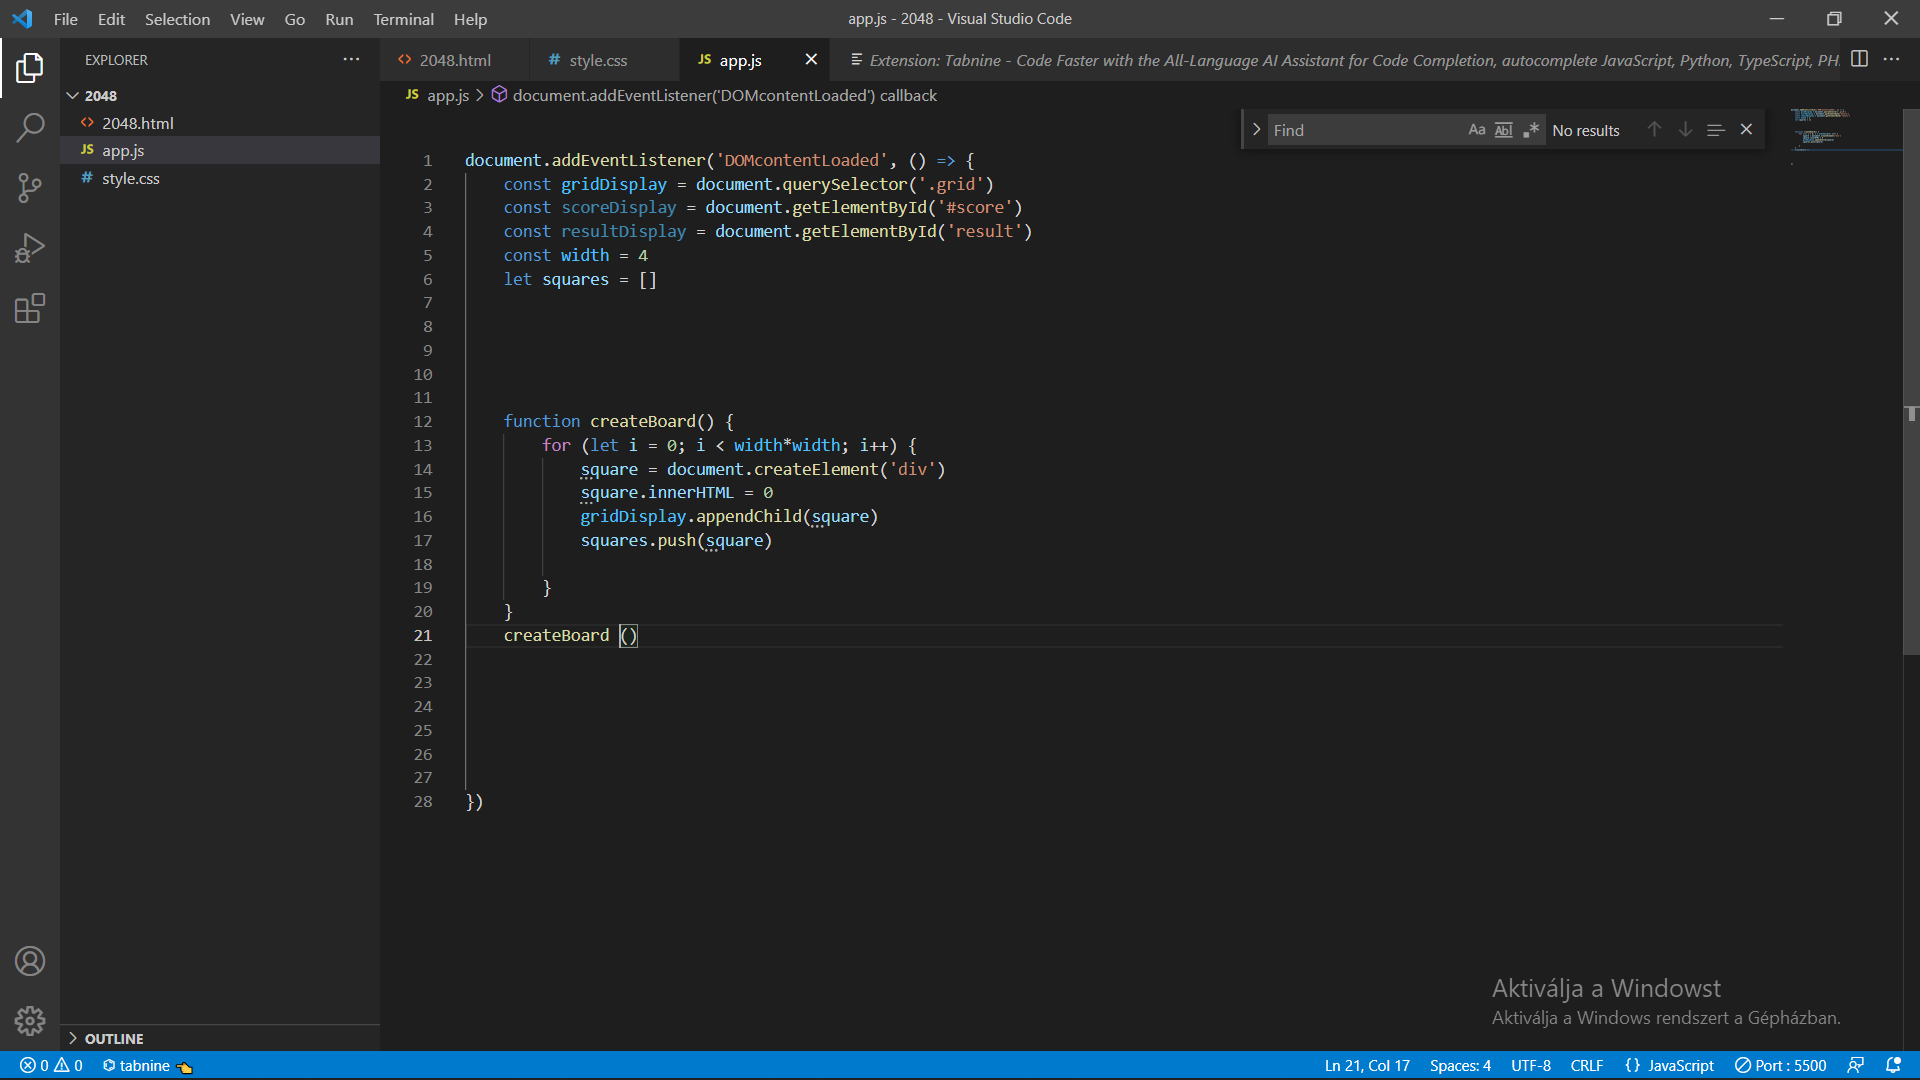 File Edit Selection View Go Run Terminal Help
app.js - 2048 - Visual Studio Code
EXPLORER
2048
2048.html
app.js
style.css
OUTLINE
2048.html
style.css
JS app.js
Extension: Tabnine - Code Faster with the All-Language AI Assistant for Code Completion, autocomplete JavaScript, Python, TypeScript, PH
JS app.js > document.addEventListener('DOMcontentLoaded') callback
Find
No results
1 document.addEventListener('DOMcontentLoaded', () => {
2 const gridDisplay = document.querySelector('.grid')
3 const scoreDisplay = document.getElementById('#score')
4 const resultDisplay = document.getElementById('result')
5 const width = 4
6 let squares = []
7
8
9
10
11
12 function createBoard() {
13 for (let i = 0; i < width*width; i++) {
14 square = document.createElement('div')
15 square.innerHTML = 0
16 gridDisplay.appendChild(square)
17 squares.push(square)
18
19 }
20 }
21 createBoard ()
22
23
24
25
26
27
28 })
Aktiválja a Windowst
Aktiválja a Windows rendszert a Gépházban.
0 0 tabnine
Ln 21, Col 17 Spaces: 4 UTF-8 CRLF {} JavaScript Port : 5500